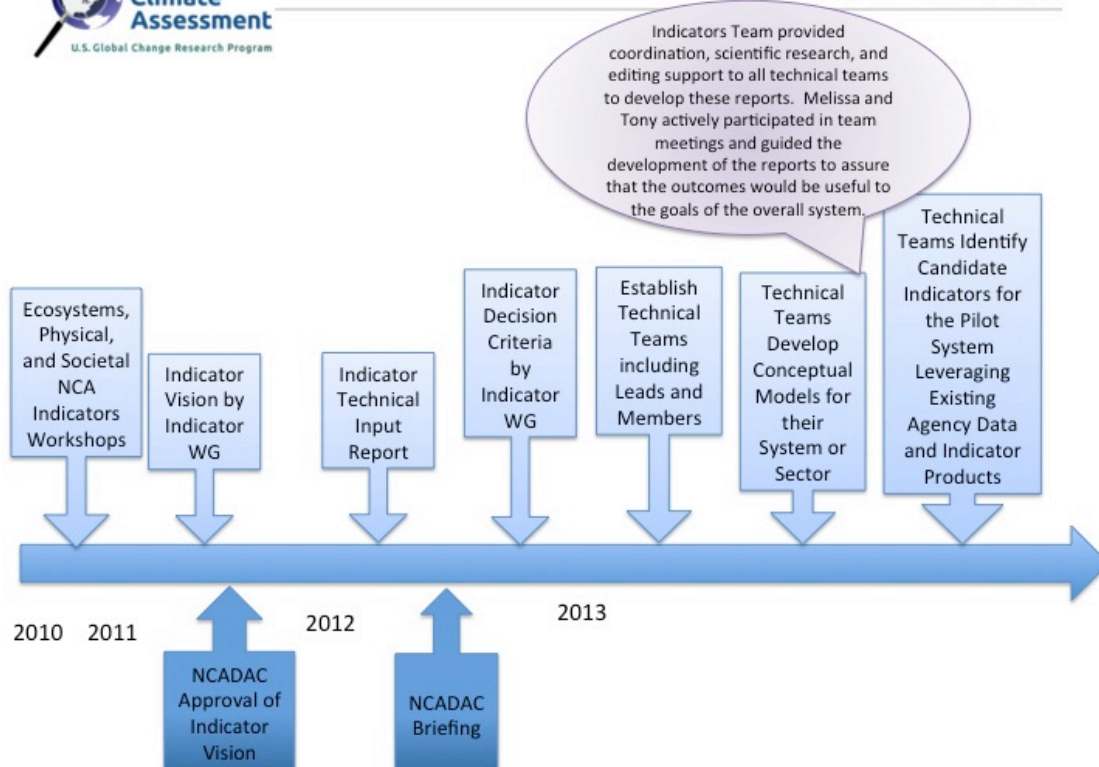 Climate
Assessment
U.S. Global Change Research Program
Indicators Team provided
coordination, scientific research, and
editing support to all technical teams
to develop these reports. Melissa and
Tony actively participated in team
meetings and guided the
development of the reports to assure
that the outcomes would be useful to
the goals of the overall system.
Ecosystems,
Physical,
and Societal
NCA
Indicators
Workshops
Indicator
Vision by
Indicator
WG
Indicator
Technical
Input
Report
Indicator
Decision
Criteria
by
Indicator
WG
Establish
Technical
Teams
including
Leads and
Members
Technical
Teams
Develop
Conceptual
Models for
their
System or
Sector
Technical
Teams Identify
Candidate
Indicators for
the Pilot
System
Leveraging
Existing
Agency Data
and Indicator
Products
2010
2011
2012
2013
NCADAC
Approval of
Indicator
Vision
NCADAC
Briefing